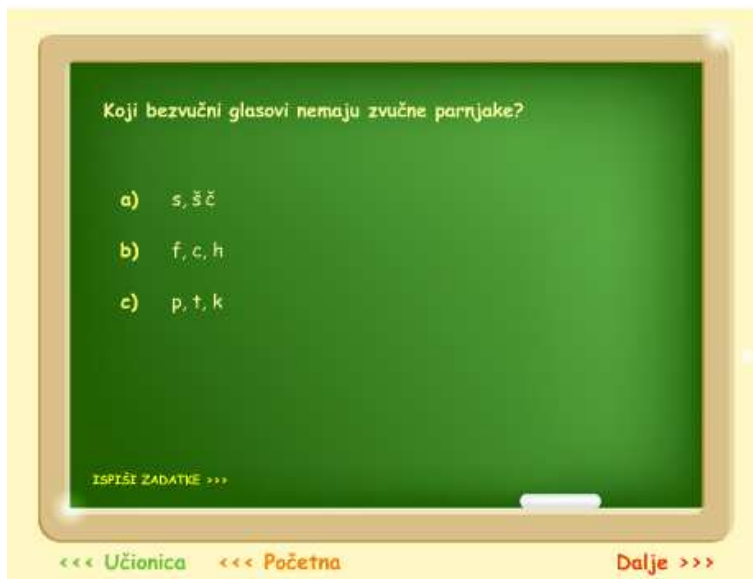 Koji bezvučni glasovi nemaju zvučne parnjake?
a) s, š č
b) f, c, h
c) p, t, k
ISPIŠI ZADATKE >>>
<<< Učionica <<< Početna Dalje >>>